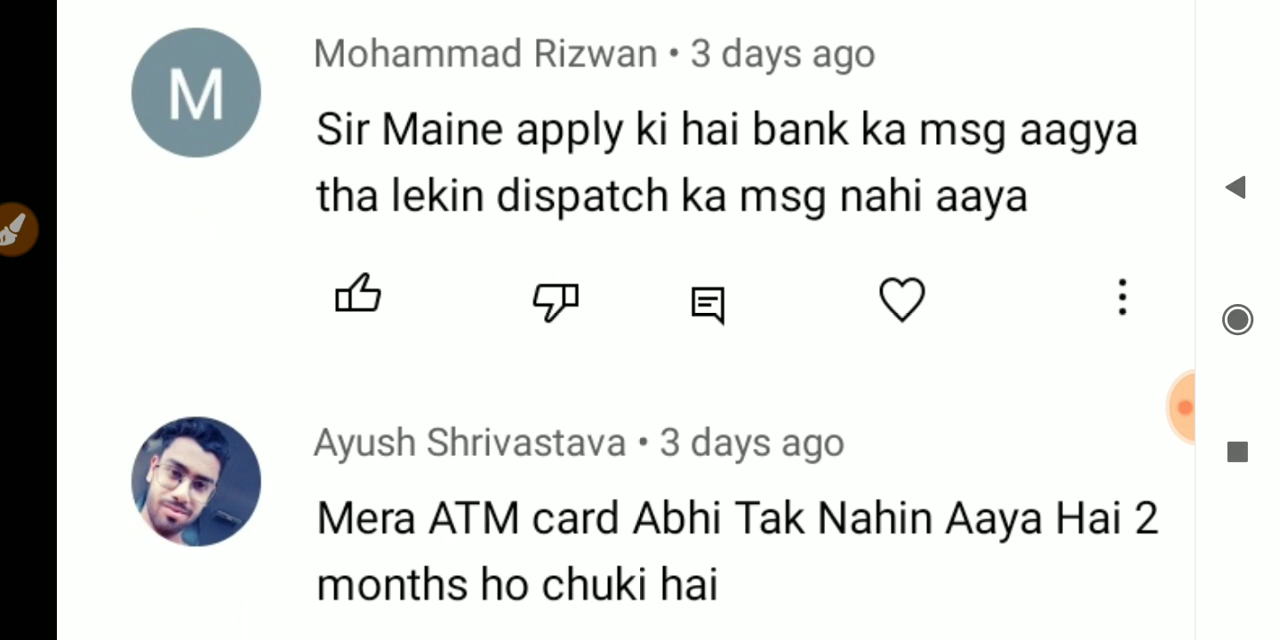 M
Mohammad Rizwan • 3 days ago
Sir Maine apply ki hai bank ka msg aagya
tha lekin dispatch ka msg nahi aaya
Ayush Shrivastava • 3 days ago
Mera ATM card Abhi Tak Nahin Aaya Hai 2
months ho chuki hai